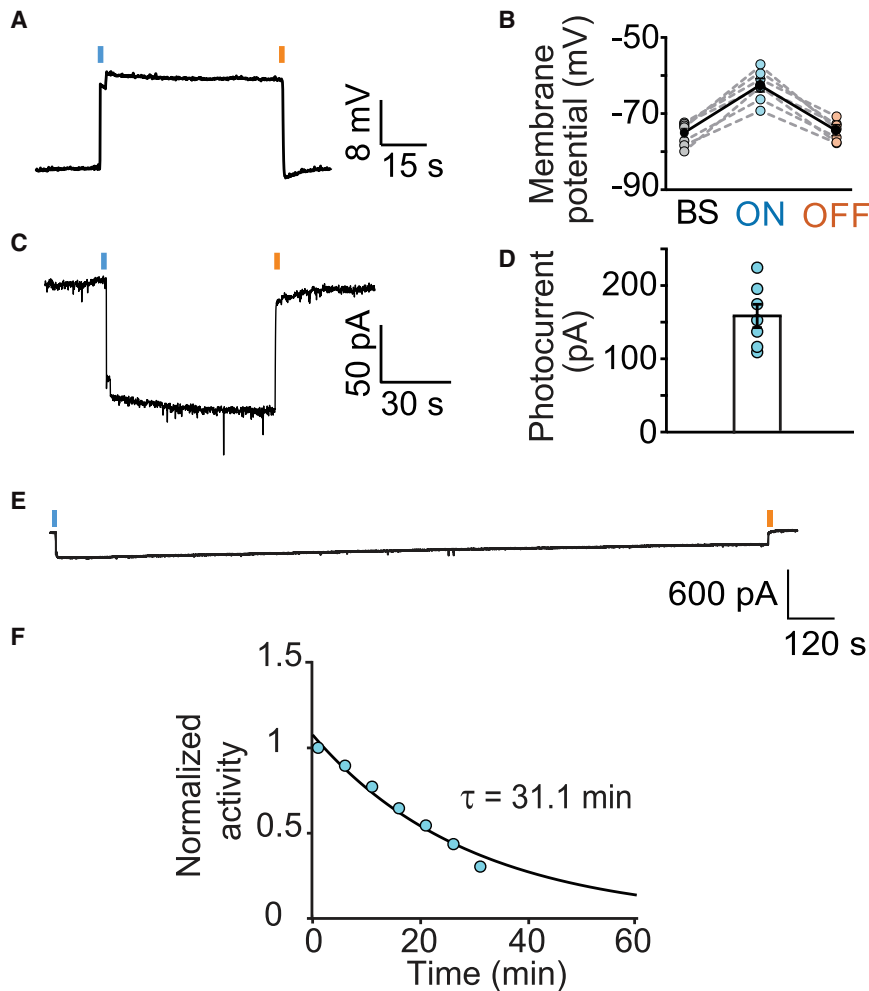 A
8 mV
15 s
B
Membrane
potential (mV)
-50
-70
-90
BS ON OFF
C
50 pA
30 s
D
Photocurrent
(pA)
200
100
0
E
600 pA
120 s
F
Normalized
activity
1.5
1
0.5
0
τ = 31.1 min
0 20 40 60
Time (min)